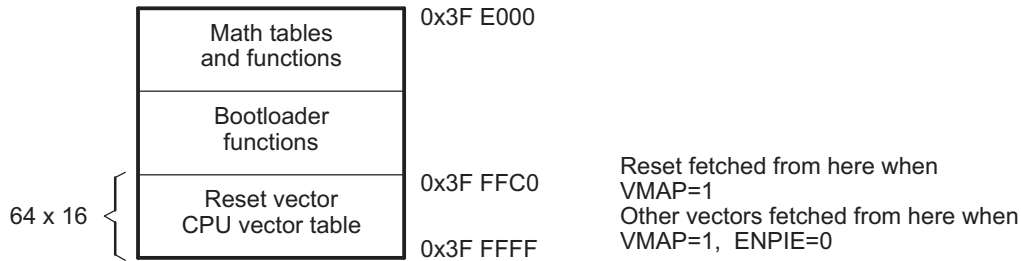 0x3F E000
Math tables
and functions
Bootloader
functions
0x3F FFC0
Reset vector
CPU vector table
64 x 16
0x3F FFFF
Reset fetched from here when
VMAP=1
Other vectors fetched from here when
VMAP=1, ENPIE=0